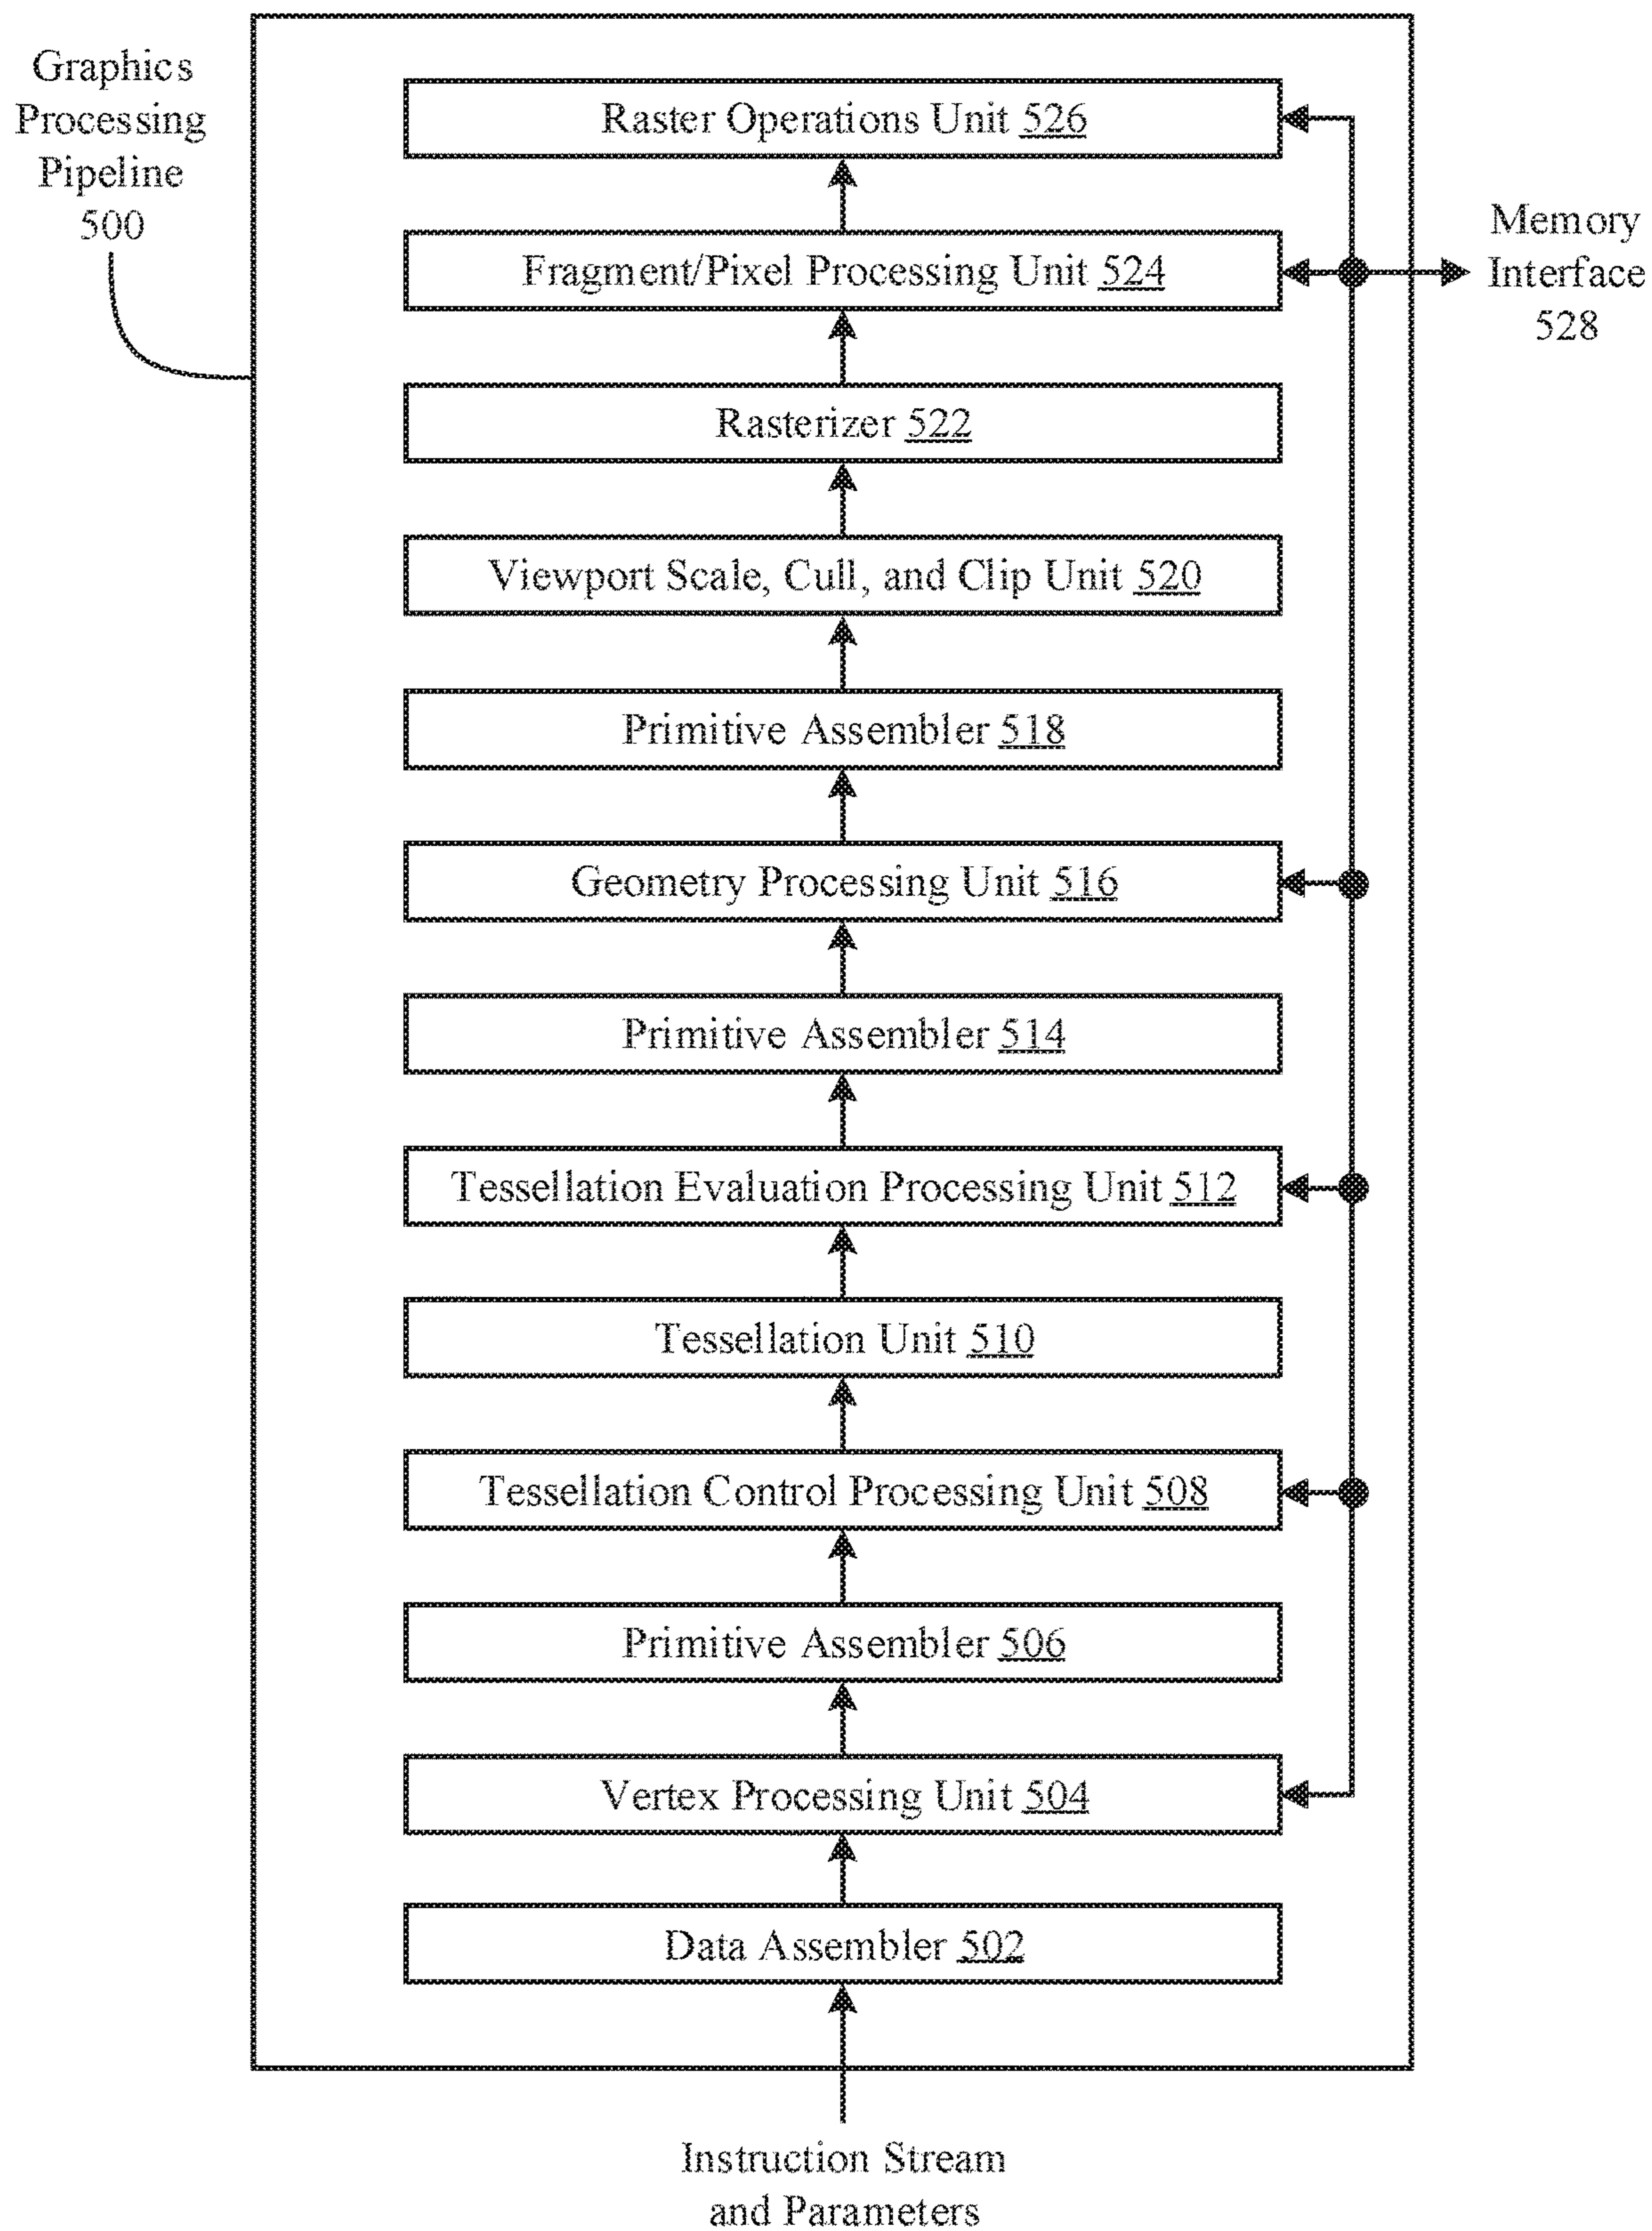 Graphics
Processing
Pipeline
500
Raster Operations Unit 526
Fragment/Pixel Processing Unit 524
Memory
Interface
528
Rasterizer 522
Viewport Scale, Cull, and Clip Unit 520
Primitive Assembler 518
Geometry Processing Unit 516
Primitive Assembler 514
Tessellation Evaluation Processing Unit 512
Tessellation Unit 510
Tessellation Control Processing Unit 508
Primitive Assembler 506
Vertex Processing Unit 504
Data Assembler 502
Instruction Stream
and Parameters